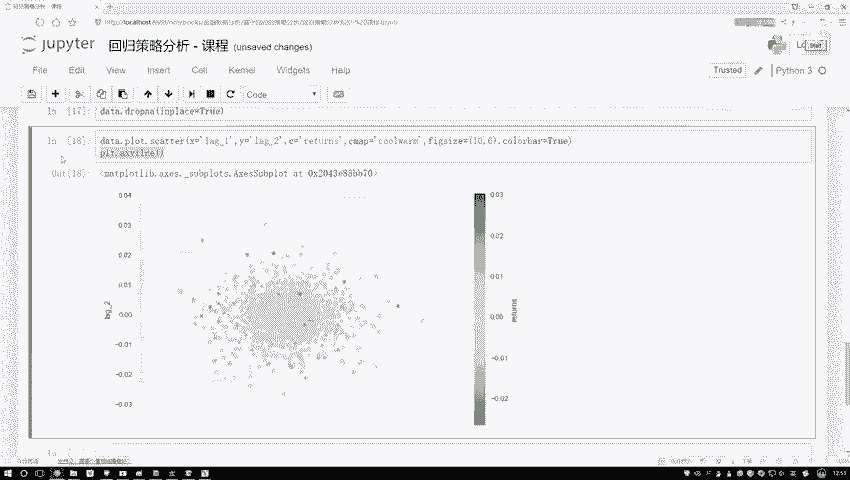 jupyter 回归策略分析 - 课程 (unsaved changes)
File Edit View Insert Cell Kernel Widgets Help
Trusted
Python 3
Code
In [17]: data.dropna(inplace=True)
In [18]: data.plot.scatter(x='lag_1',y='lag_2',c='returns',cmap='coolwarm',figsize=(10,6),colorbar=True)
plt.axvline()
Out[18]: <matplotlib.axes._subplots.AxesSubplot at 0x2043e88bb70>
0.04
0.03
0.02
0.01
0.00
-0.01
-0.02
-0.03
lag_2
0.03
0.02
0.01
0.00
-0.01
-0.02
returns